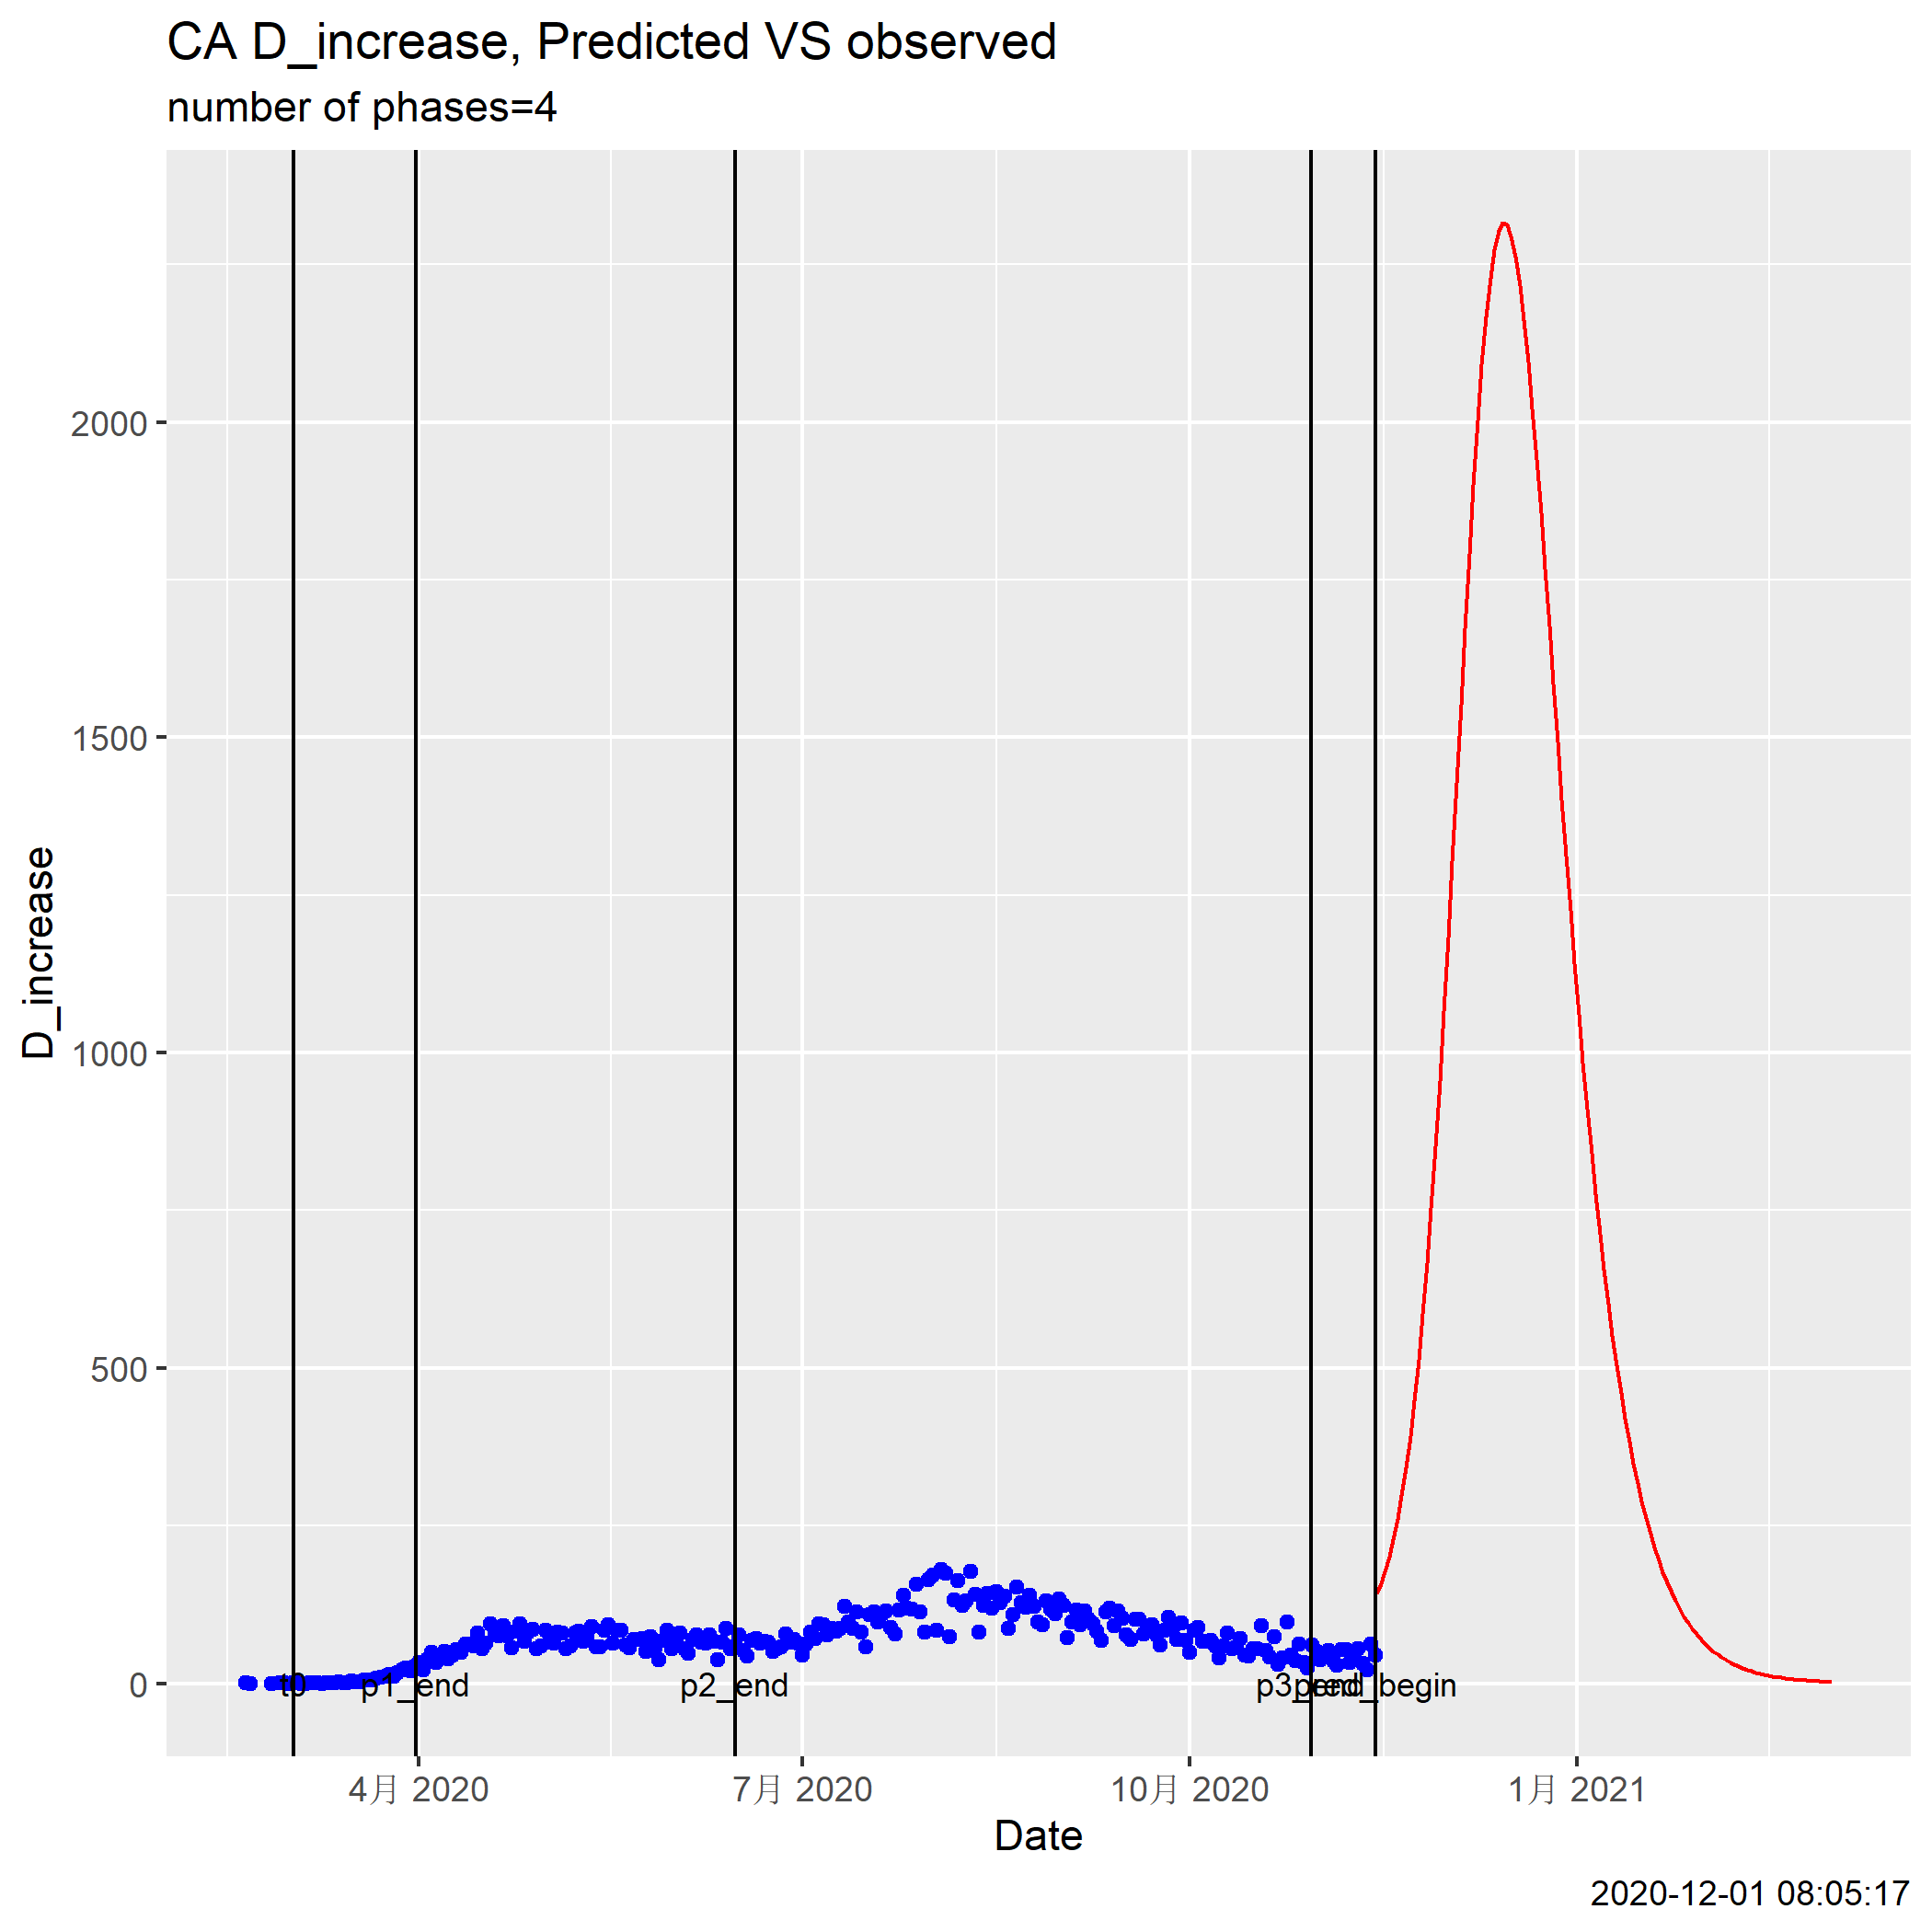 CA D_increase, Predicted VS observed
number of phases=4
D_increase
2000
1500
1000
500
0
t0
p1_end
p2_end
p3_end
pred_begin
4月 2020
7月 2020
10月 2020
1月 2021
Date
2020-12-01 08:05:17